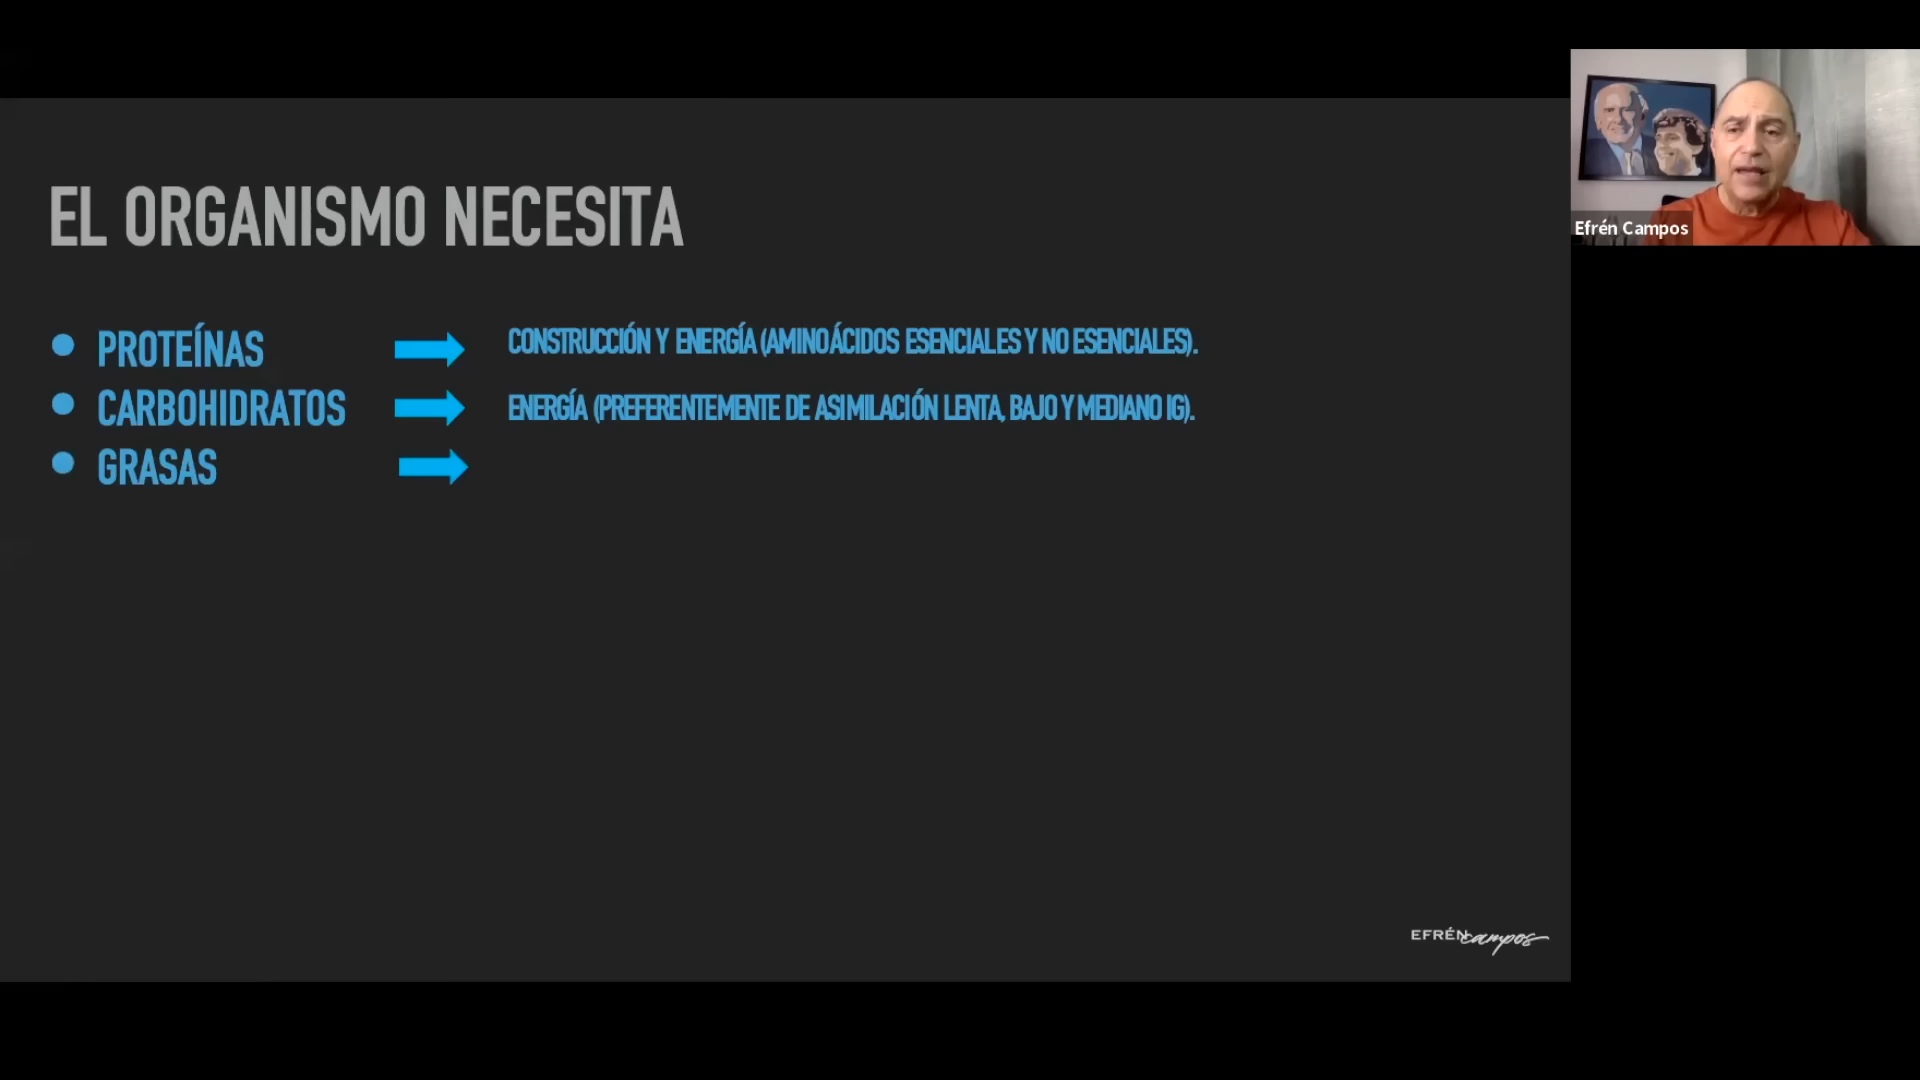 EL ORGANISMO NECESITA
PROTEÍNAS
CONSTRUCCIÓN Y ENERGÍA (AMINOÁCIDOS ESENCIALES Y NO ESENCIALES).
CARBOHIDRATOS
ENERGÍA (PREFERENTEMENTE DE ASIMILACIÓN LENTA, BAJO Y MEDIANO IG).
GRASAS
Efrén Campos
EFRÉN campos